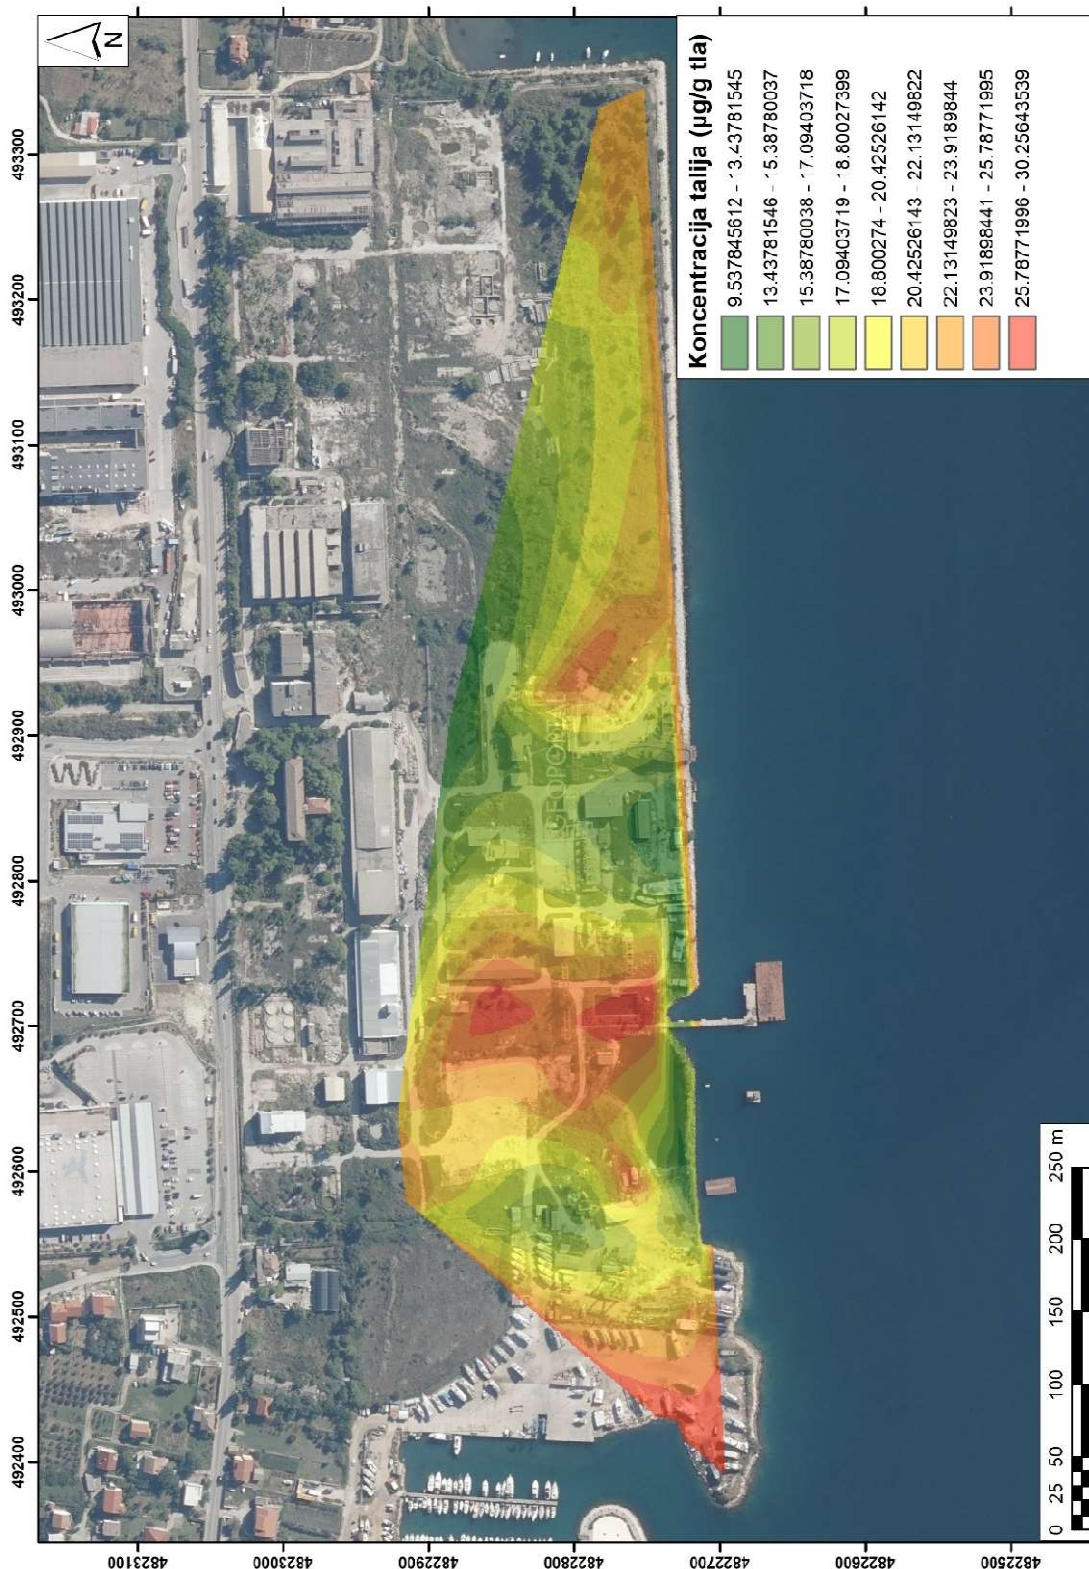 N
493300
493200
493100
493000
492900
492800
492700
492600
492500
492400
4823100
4823000
4822900
4822800
4822700
4822600
4822500
Koncentracija talija (µg/g tla)
9.537845612 - 13.43781545
13.43781546 - 15.38780037
15.38780038 - 17.09403718
17.09403719 - 18.80027399
18.800274 - 20.42526142
20.42526143 - 22.13149822
22.13149823 - 23.9189844
23.91898441 - 25.78771995
25.78771996 - 30.25643539
0 25 50 100 150 200 250 m